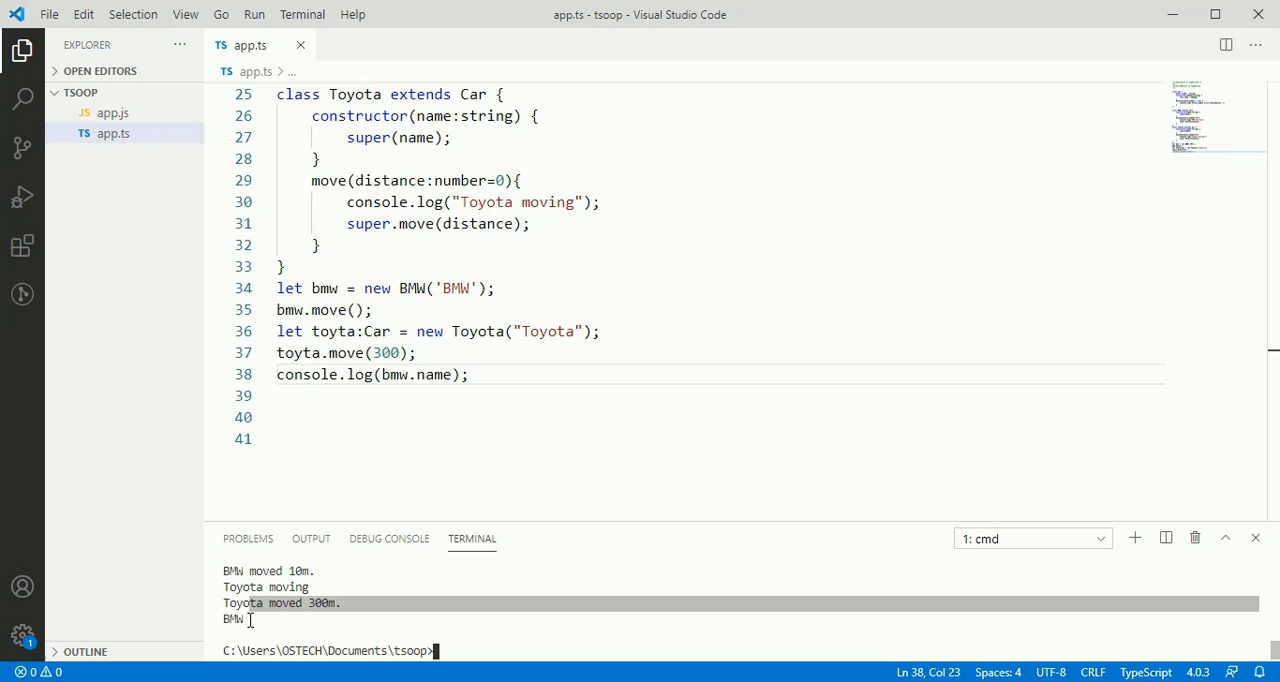 File Edit Selection View Go Run Terminal Help app.ts - tsoop - Visual Studio Code
EXPLORER ··· TS app.ts ×
OPEN EDITORS TS app.ts > ...
TSOOP
JS app.js
TS app.ts
25 class Toyota extends Car {
26 constructor(name:string) {
27 super(name);
28 }
29 move(distance:number=0){
30 console.log("Toyota moving");
31 super.move(distance);
32 }
33 }
34 let bmw = new BMW('BMW');
35 bmw.move();
36 let toyta:Car = new Toyota("Toyota");
37 toyta.move(300);
38 console.log(bmw.name);
39
40
41
PROBLEMS OUTPUT DEBUG CONSOLE TERMINAL 1: cmd
BMW moved 10m.
Toyota moving
Toyota moved 300m.
BMW
C:\Users\OSTECH\Documents\tsoop>
OUTLINE
1
0 0 Ln 38, Col 23 Spaces: 4 UTF-8 CRLF TypeScript 4.0.3